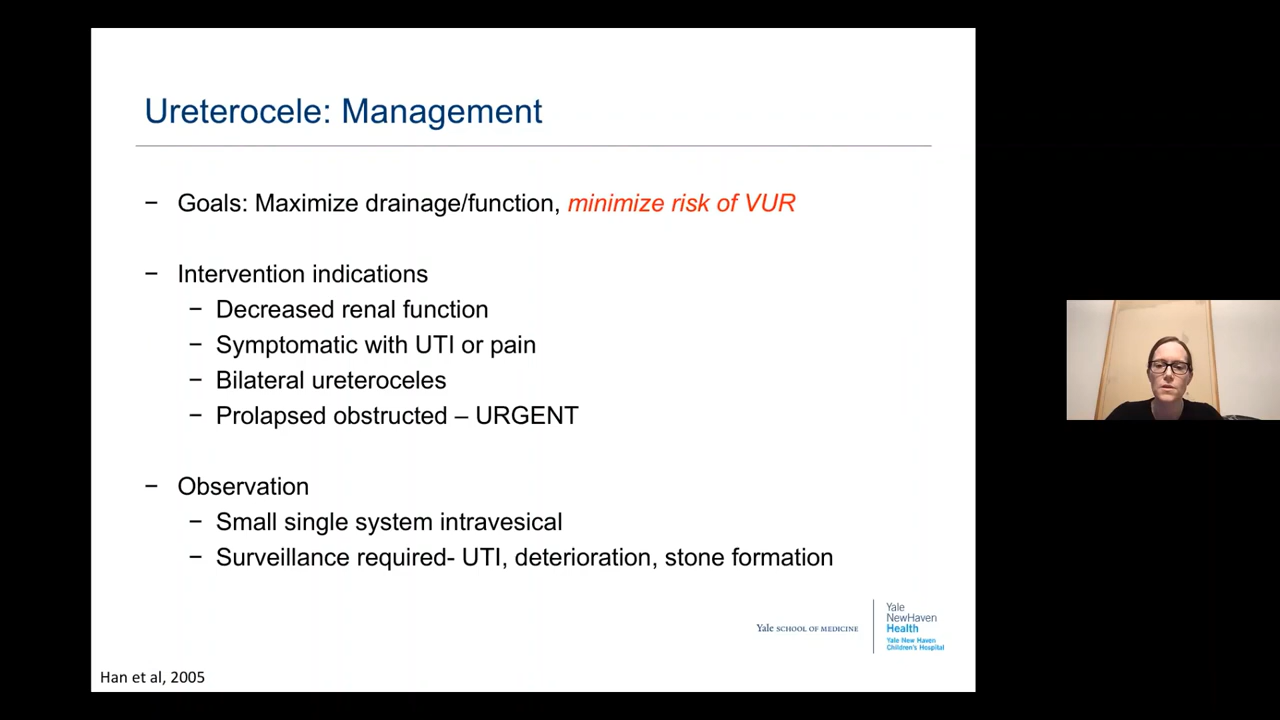 Ureterocele: Management
− Goals: Maximize drainage/function, minimize risk of VUR
− Intervention indications
− Decreased renal function
− Symptomatic with UTI or pain
− Bilateral ureteroceles
− Prolapsed obstructed – URGENT
− Observation
− Small single system intravesical
− Surveillance required- UTI, deterioration, stone formation
Yale SCHOOL OF MEDICINE
Yale
NewHaven
Health
Yale New Haven
Children's Hospital
Han et al, 2005